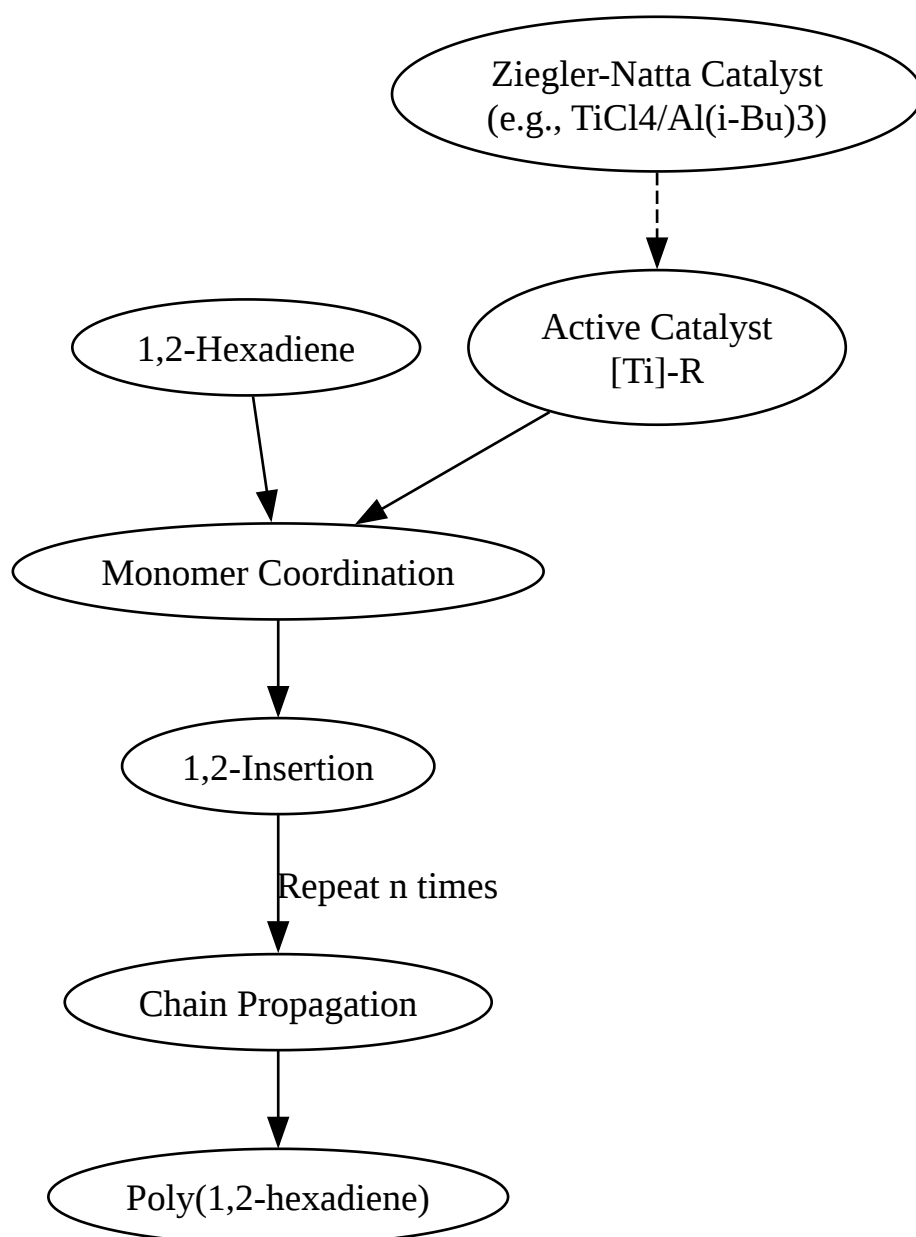 Ziegler-Natta Catalyst
(e.g., TiCl4/Al(i-Bu)3)
1,2-Hexadiene
Active Catalyst
[Ti]-R
Monomer Coordination
1,2-Insertion
Repeat n times
Chain Propagation
Poly(1,2-hexadiene)